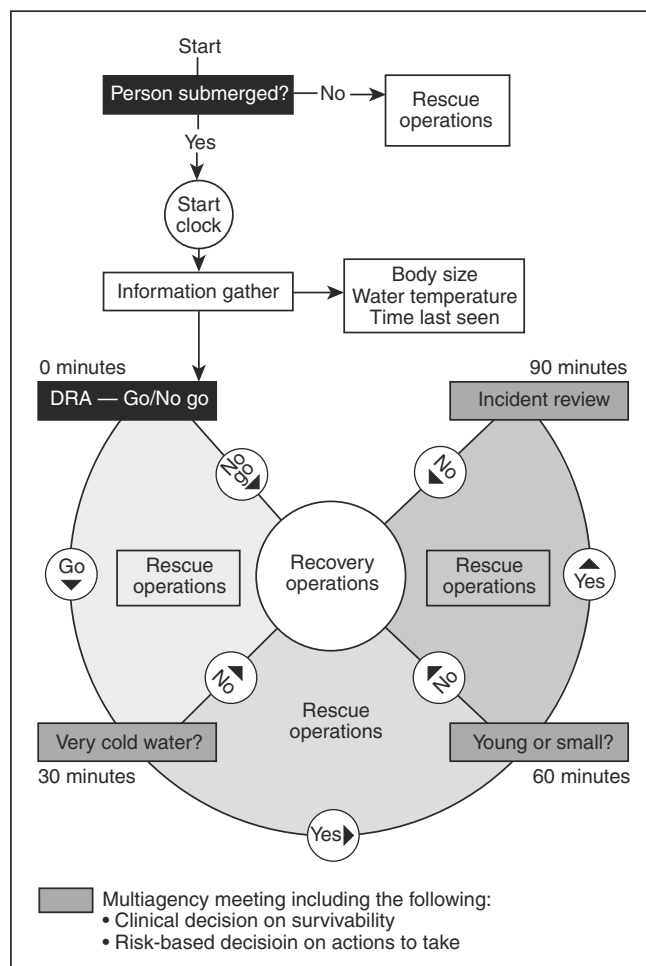 Start
Person submerged?
No
Rescue
operations
Yes
Start
clock
Information gather
Body size
Water temperature
Time last seen
0 minutes
DRA — Go/No go
90 minutes
Incident review
No
go
No
Go
Rescue
operations
Recovery
operations
Rescue
operations
Yes
No
No
Rescue
operations
Very cold water?
30 minutes
Young or small?
60 minutes
Yes
Multiagency meeting including the following:
• Clinical decision on survivability
• Risk-based decisioin on actions to take